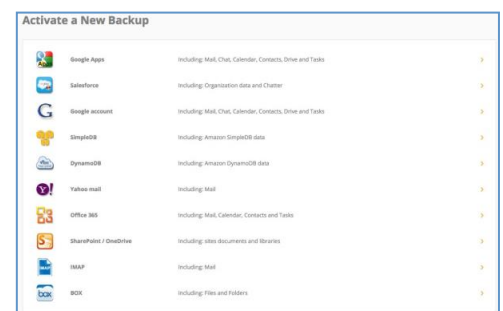 Activate a New Backup
Google Apps Including: Mail, Chat, Calendar, Contacts, Drive and Tasks
Salesforce Including: Organization data and Chatter
Google account Including: Mail, Chat, Calendar, Contacts, Drive and Tasks
SimpleDB Including: Amazon SimpleDB data
DynamoDB Including: Amazon DynamoDB data
Yahoo mail Including: Mail
Office 365 Including: Mail, Calendar, Contacts and Tasks
SharePoint / OneDrive Including: sites documents and libraries
IMAP IMAP Including: Mail
box BOX Including: Files and Folders